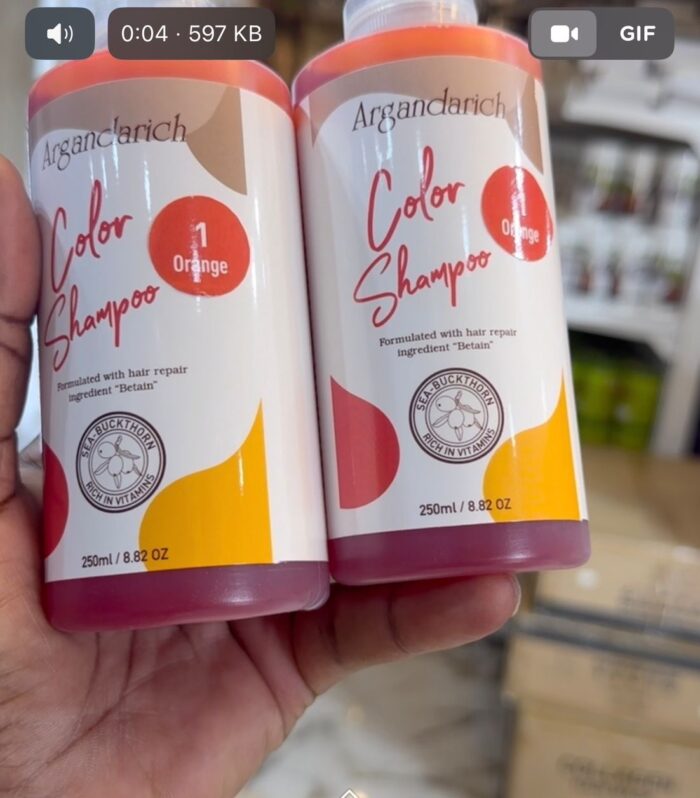 0:04 · 597 KB
GIF
Argandarich
Color
Shampoo
1
Orange
Formulated with hair repair
ingredient "Betain"
SEA-BUCKTHORN
RICH IN VITAMINS
250ml / 8.82 OZ
Argandarich
Color
Shampoo
1
Orange
Formulated with hair repair
ingredient "Betain"
SEA-BUCKTHORN
RICH IN VITAMINS
250ml / 8.82 OZ